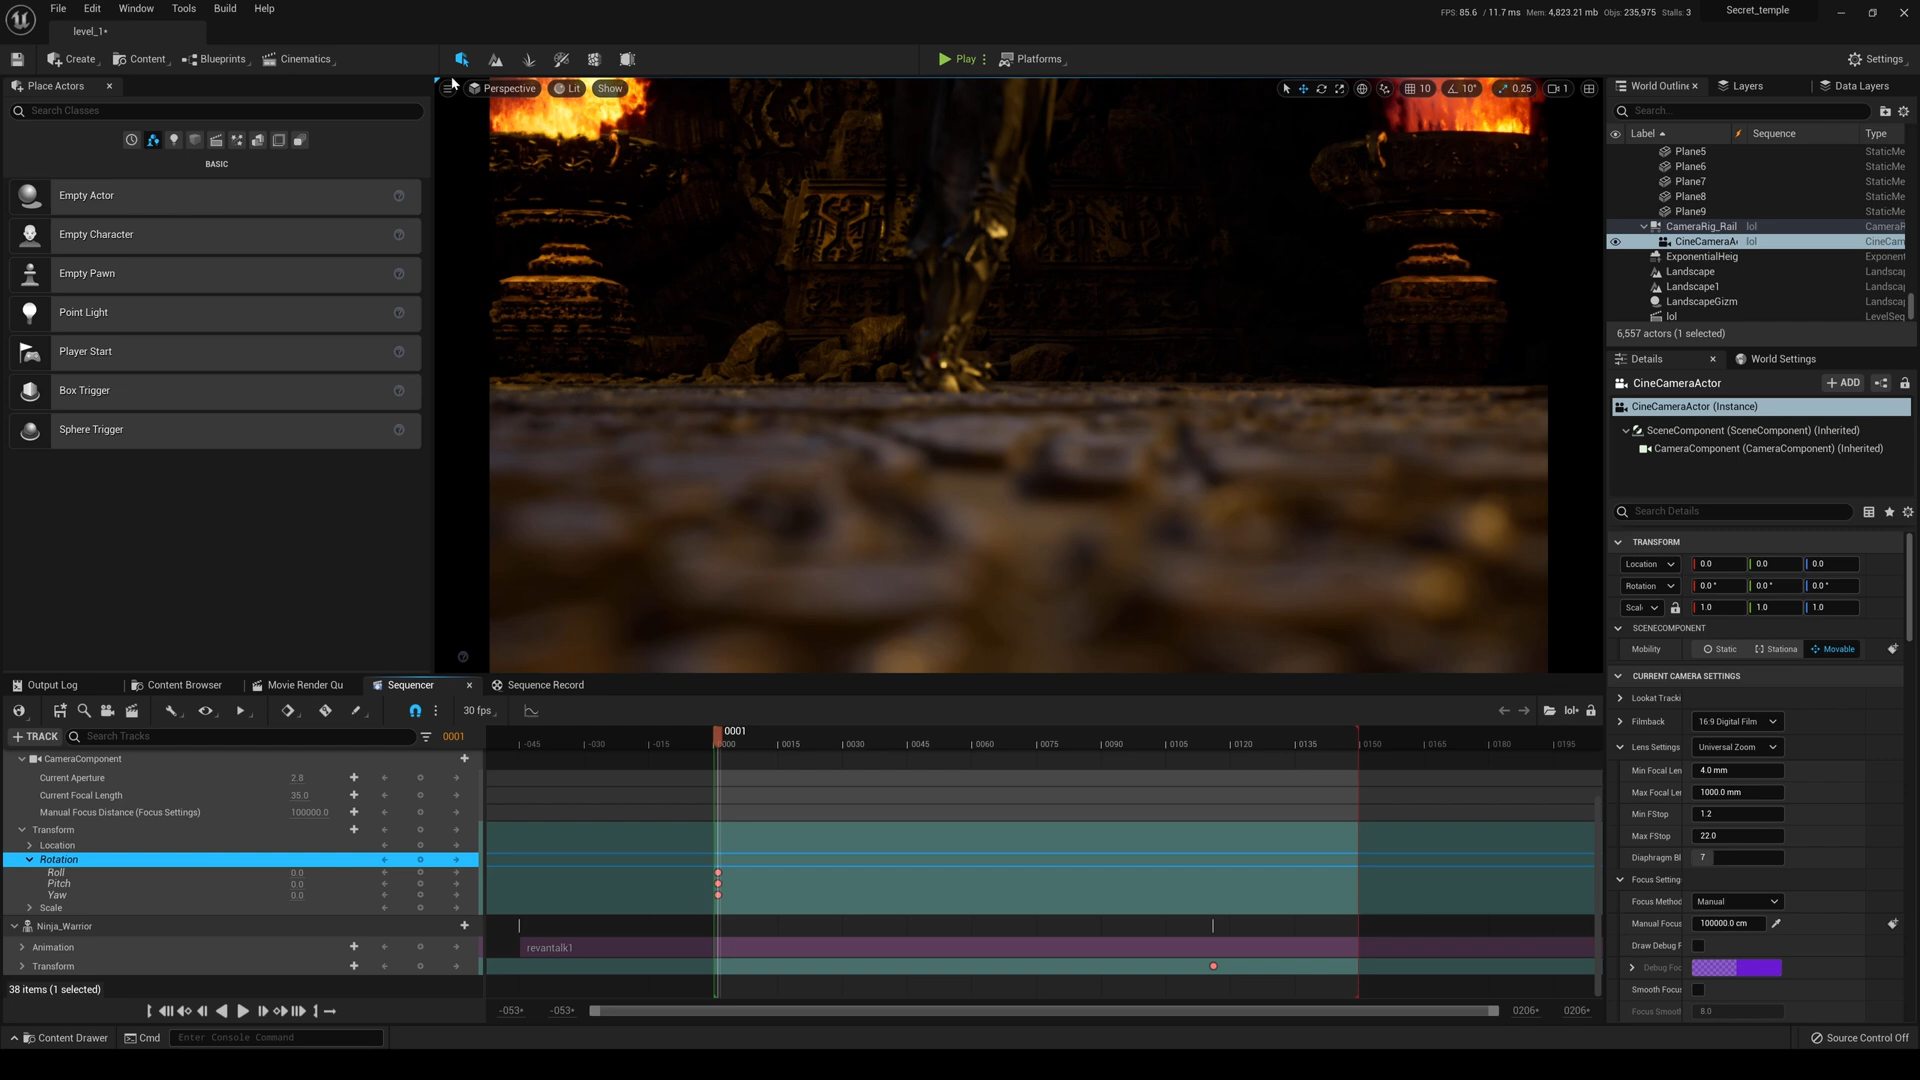 File Edit Window Tools Build Help
FPS: 85.6 / 11.7 ms Mem: 4,823.21 mb Objs: 235,975 Stalls: 3
Secret_temple
level_1*
Create Content Blueprints Cinematics
Play Platforms
Settings
Place Actors
Search Classes
BASIC
Empty Actor
Empty Character
Empty Pawn
Point Light
Player Start
Box Trigger
Sphere Trigger
Perspective Lit Show
10 10° 0.25 1
World Outline Layers Data Layers
Search...
Label Sequence Type
Plane5 StaticMe
Plane6 StaticMe
Plane7 StaticMe
Plane8 StaticMe
Plane9 StaticMe
CameraRig_Rail lol CameraR
CineCameraA lol CineCam
ExponentialHeig Exponent
Landscape Landsca
Landscape1 Landsca
LandscapeGizm Landsca
lol LevelSeq
6,557 actors (1 selected)
Details World Settings
CineCameraActor + ADD
CineCameraActor (Instance)
SceneComponent (SceneComponent) (Inherited)
CameraComponent (CameraComponent) (Inherited)
Search Details
TRANSFORM
Location 0.0 0.0 0.0
Rotation 0.0° 0.0° 0.0°
Scal 1.0 1.0 1.0
SCENECOMPONENT
Mobility Static Stationa Movable
CURRENT CAMERA SETTINGS
Lookat Tracki
Filmback 16:9 Digital Film
Lens Settings Universal Zoom
Min Focal Len 4.0 mm
Max Focal Le 1000.0 mm
Min FStop 1.2
Max FStop 22.0
Diaphragm Bl 7
Focus Setting
Focus Method Manual
Manual Focus 100000.0 cm
Draw Debug F
Debug Foc
Smooth Focus
Focus Smooth 8.0
Output Log Content Browser Movie Render Qu Sequencer Sequence Record
30 fps
lol*
+ TRACK Search Tracks 0001
0001
-045 -030 -015 0000 0015 0030 0045 0060 0075 0090 0105 0120 0135 0150 0165 0180 0195
CameraComponent
Current Aperture 2.8
Current Focal Length 35.0
Manual Focus Distance (Focus Settings) 100000.0
Transform
Location
Rotation
Roll 0.0
Pitch 0.0
Yaw 0.0
Scale
Ninja_Warrior
Animation
revantalk1
Transform
38 items (1 selected)
-053* -053* 0206* 0206*
Content Drawer Cmd Enter Console Command
Source Control Off